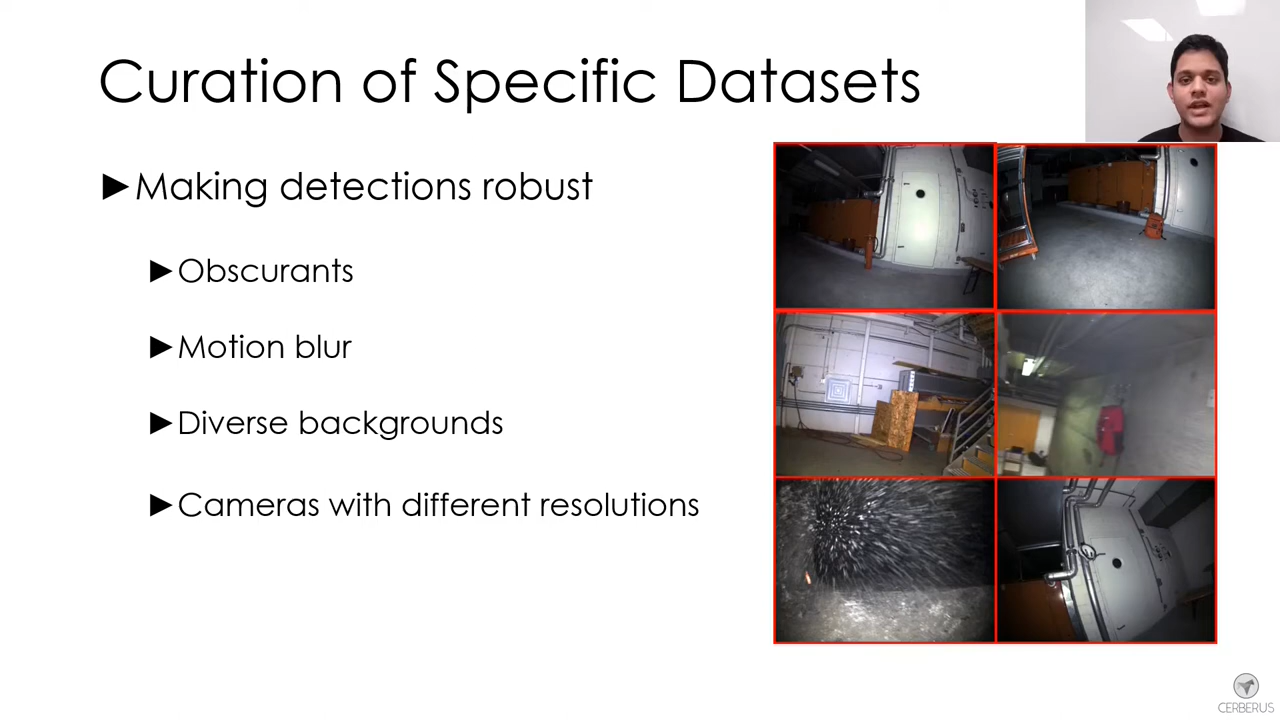 Curation of Specific Datasets
►Making detections robust
►Obscurants
►Motion blur
►Diverse backgrounds
►Cameras with different resolutions
CERBERUS